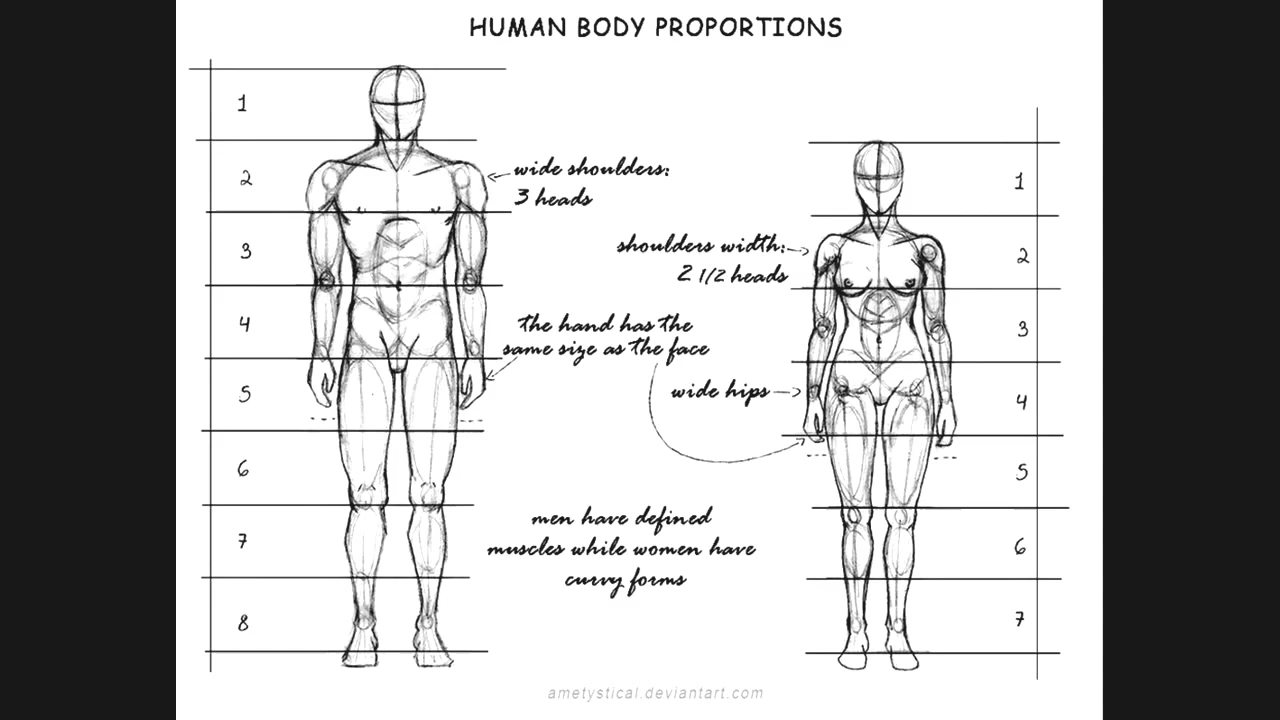 HUMAN BODY PROPORTIONS
1
2
3
4
5
6
7
8
wide shoulders:
3 heads
shoulders width:
2 1/2 heads
the hand has the
same size as the face
wide hips
men have defined
muscles while women have
curvy forms
1
2
3
4
5
6
7
ametystical.deviantart.com